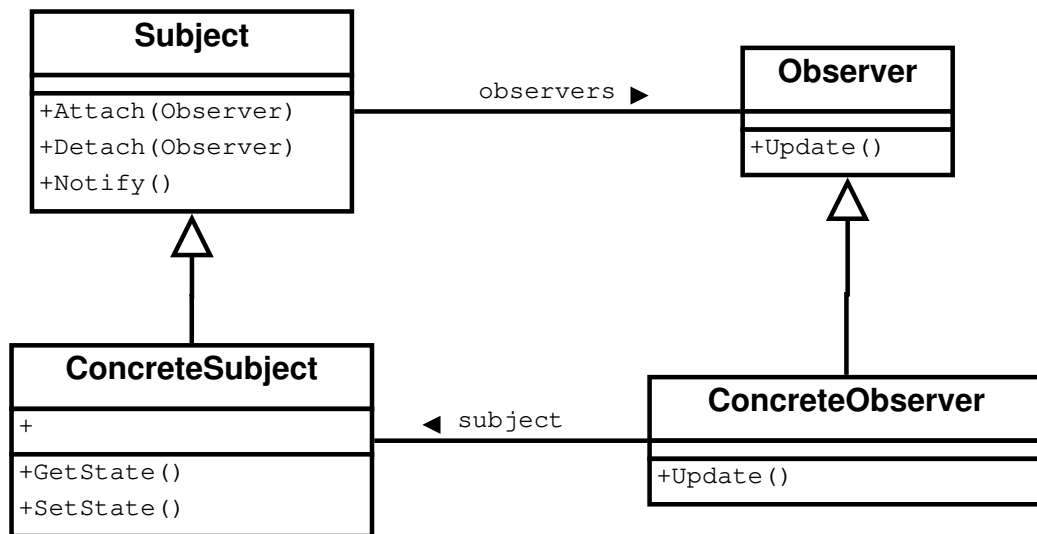 Subject
+Attach(Observer)
+Detach(Observer)
+Notify()
observers ►
Observer
+Update()
ConcreteSubject
+
+GetState()
+SetState()
◄ subject
ConcreteObserver
+Update()